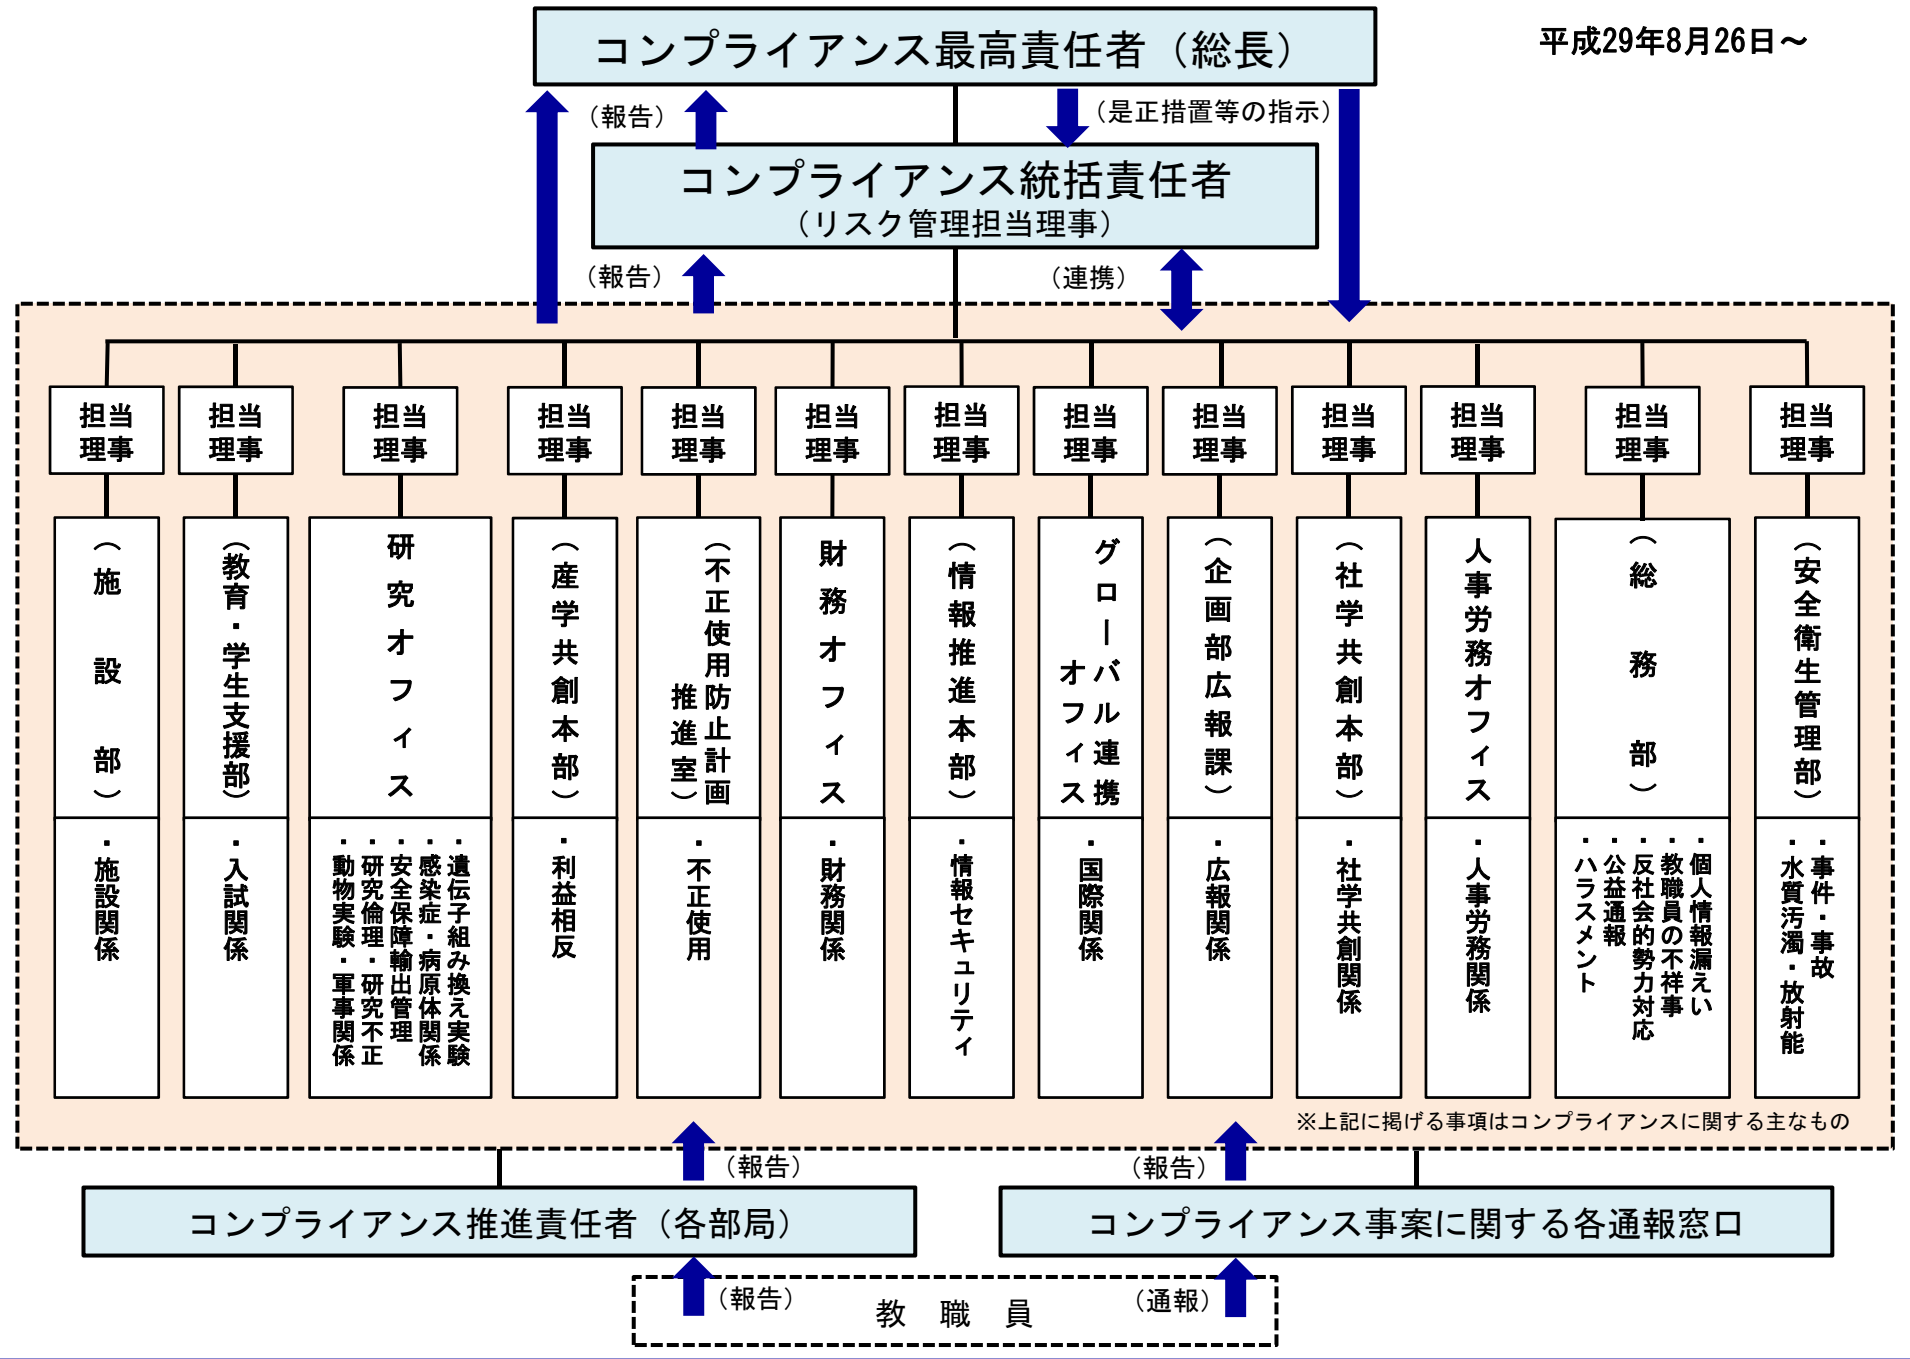 平成29年8月26日～
コンプライアンス最高責任者（総長）
（報告）
（是正措置等の指示）
コンプライアンス統括責任者
（リスク管理担当理事）
（報告）
（連携）
担当
理事
担当
理事
担当
理事
担当
理事
担当
理事
担当
理事
担当
理事
担当
理事
担当
理事
担当
理事
担当
理事
担当
理事
担当
理事
（施設部）
（教育・学生支援部）
研究オフィス
（産学共創本部）
（不正使用防止計画
推進室）
財務オフィス
（情報推進本部）
グローバル連携
オフィス
（企画部広報課）
（社学共創本部）
人事労務オフィス
（総務部）
（安全衛生管理部）
・施設関係
・入試関係
・遺伝子組み換え実験
・感染症・病原体関係
・安全保障輸出管理
・研究倫理・研究不正
・動物実験・軍事関係
・利益相反
・不正使用
・財務関係
・情報セキュリティ
・国際関係
・広報関係
・社学共創関係
・人事労務関係
・個人情報漏えい
・教職員の不祥事
・反社会的勢力対応
・公益通報
・ハラスメント
・事件・事故
・水質汚濁・放射能
※上記に掲げる事項はコンプライアンスに関する主なもの
（報告）
（報告）
コンプライアンス推進責任者（各部局）
コンプライアンス事案に関する各通報窓口
（報告）
教職員
（通報）